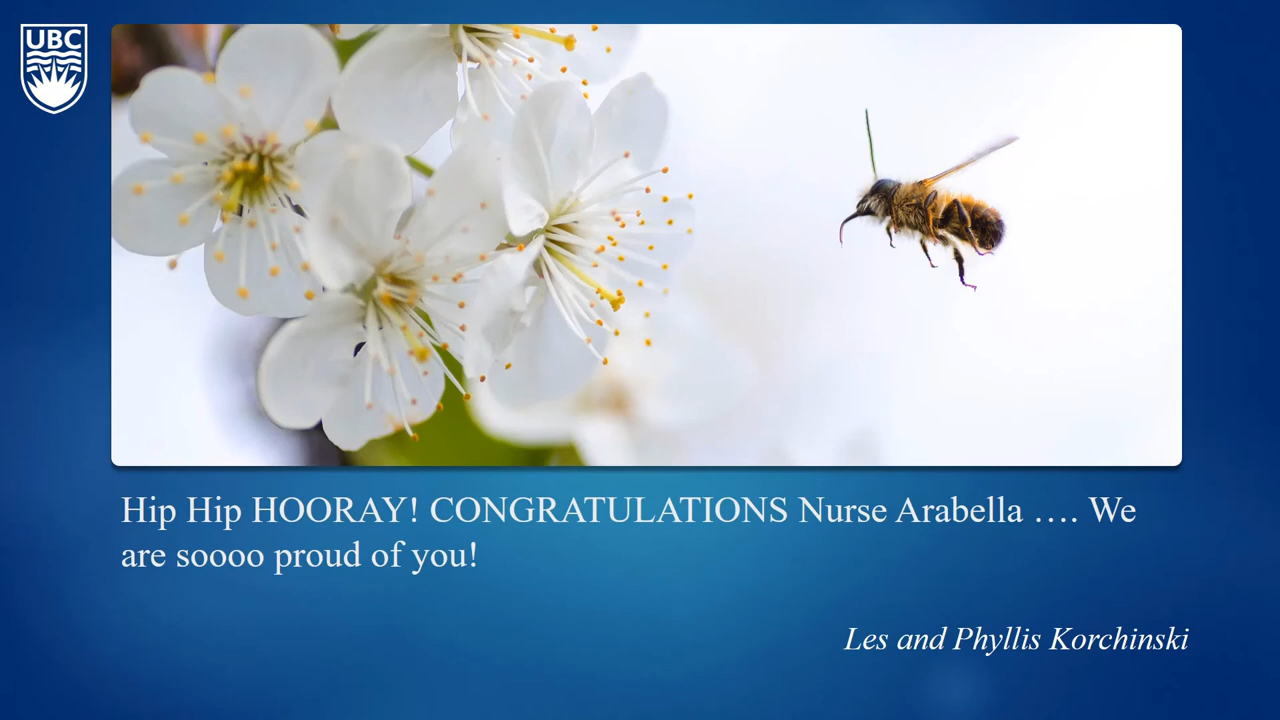 UBC
Hip Hip HOORAY! CONGRATULATIONS Nurse Arabella …. We
are soooo proud of you!
Les and Phyllis Korchinski